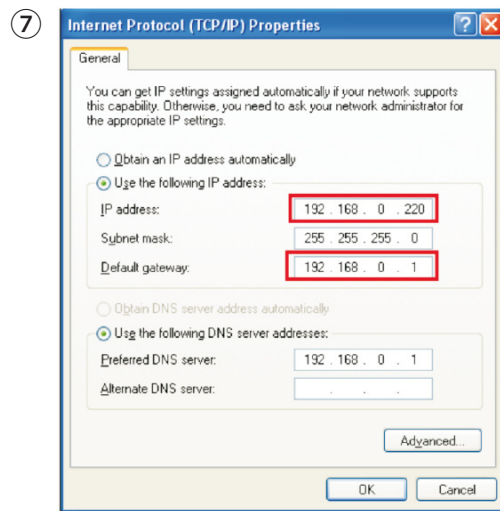 ⑦
Internet Protocol (TCP/IP) Properties
General
You can get IP settings assigned automatically if your network supports
this capability. Otherwise, you need to ask your network administrator for
the appropriate IP settings.
Obtain an IP address automatically
Use the following IP address:
IP address: 192 . 168 . 0 . 220
Subnet mask: 255 . 255 . 255 . 0
Default gateway: 192 . 168 . 0 . 1
Obtain DNS server address automatically
Use the following DNS server addresses:
Preferred DNS server: 192 . 168 . 0 . 1
Alternate DNS server: . . .
Advanced...
OK Cancel